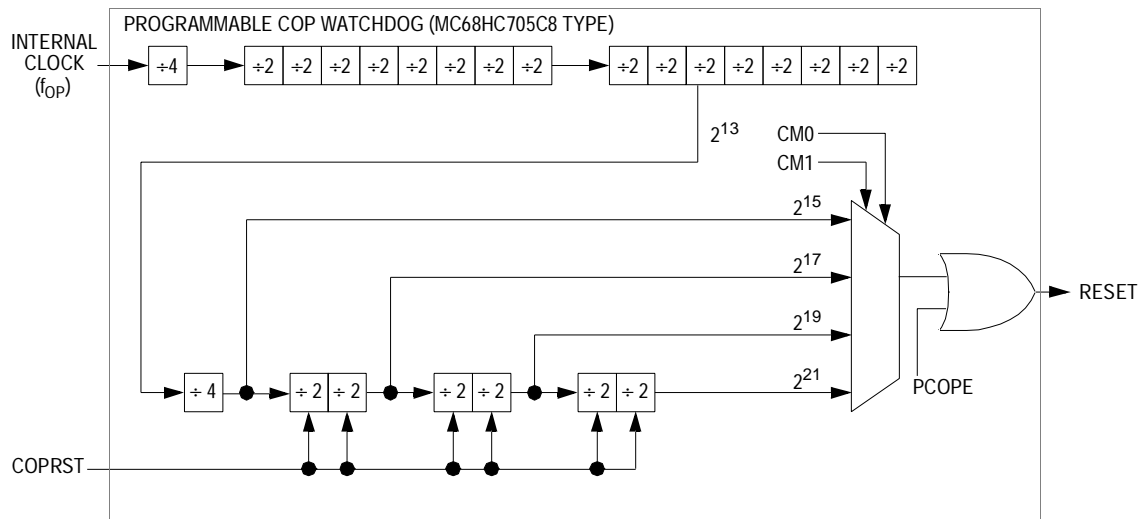 PROGRAMMABLE COP WATCHDOG (MC68HC705C8 TYPE)
INTERNAL
CLOCK
(fOP)
÷4
÷2 ÷2 ÷2 ÷2 ÷2 ÷2 ÷2 ÷2
÷2 ÷2 ÷2 ÷2 ÷2 ÷2 ÷2 ÷2
2^13
CM0
CM1
2^15
2^17
2^19
2^21
RESET
PCOPE
÷ 4
÷ 2 ÷ 2
÷ 2 ÷ 2
÷ 2 ÷ 2
COPRST